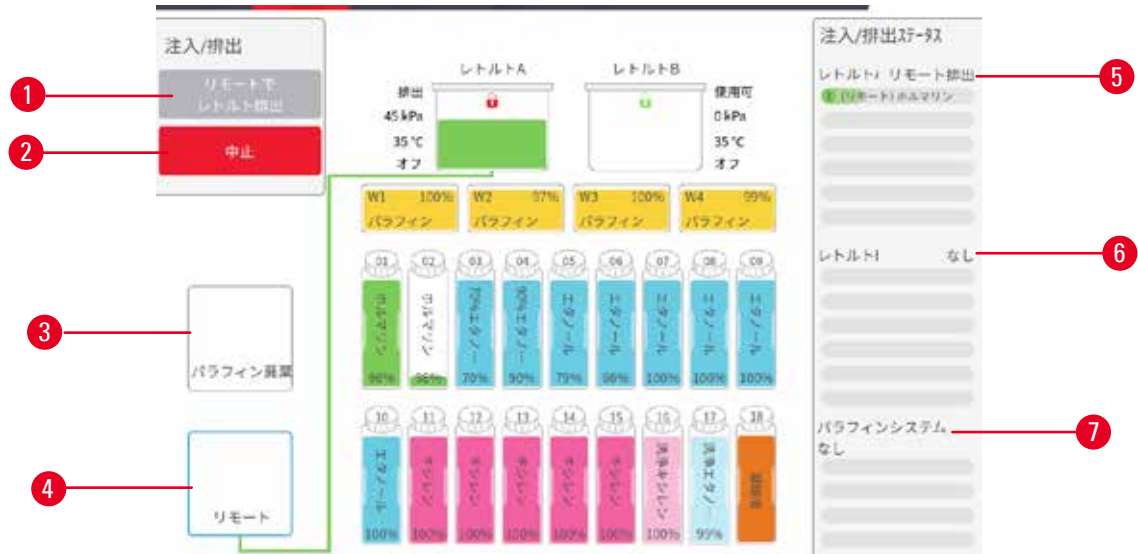 注入/排出
リモートで
レトルト排出
中止
1
2
3
4
パラフィン廃棄
リモート
レトルトA
レトルトB
排出
45 kPa
35 °C
オフ
使用可
0 kPa
35 °C
オフ
W1 100%
パラフィン
W2 97%
パラフィン
W3 100%
パラフィン
W4 99%
パラフィン
01 02 03 04 05 06 07 08 09
ホルマリン
ホルマリン
70%エタノ…
90%エタノ…
エタノール
エタノール
エタノール
エタノール
エタノール
98% 98% 70% 90% 100% 100% 100%
10 11 12 13 14 15 16 17 18
エタノール
キシレン
キシレン
キシレン
キシレン
キシレン
洗浄キシレン
洗浄エタノ…
100% 100% 100% 100% 100% 100% 100% 99%
注入/排出ステータス
レトルト リモート排出
(リモート) ホルマリン
レトルト なし
パラフィンシステム
なし
5
6
7